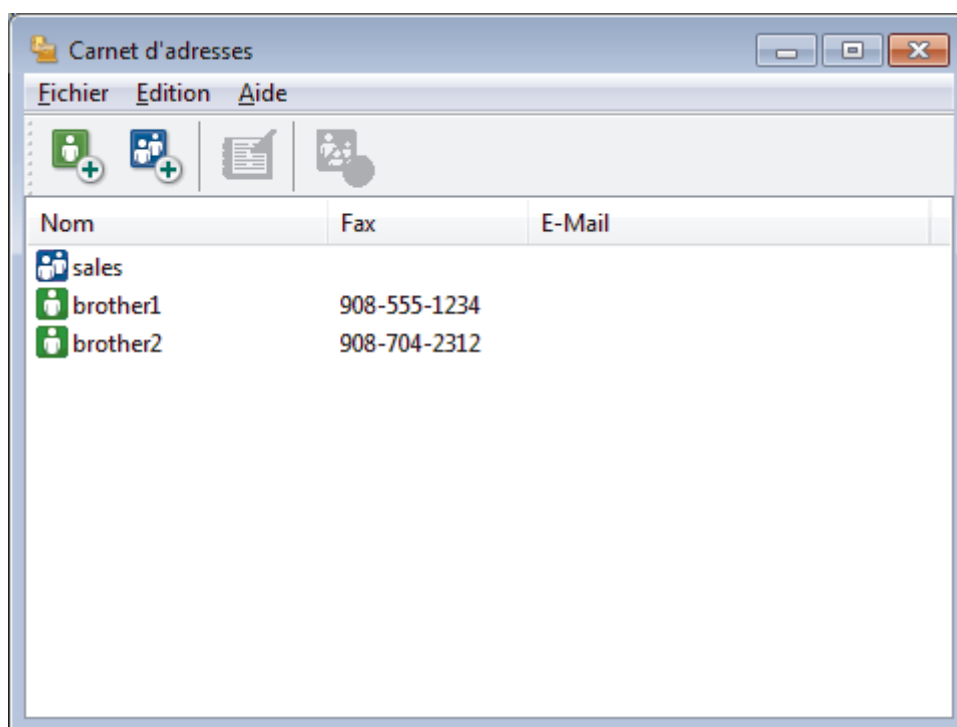 Carnet d'adresses
Fichier Edition Aide
Nom Fax E-Mail
sales
brother1 908-555-1234
brother2 908-704-2312